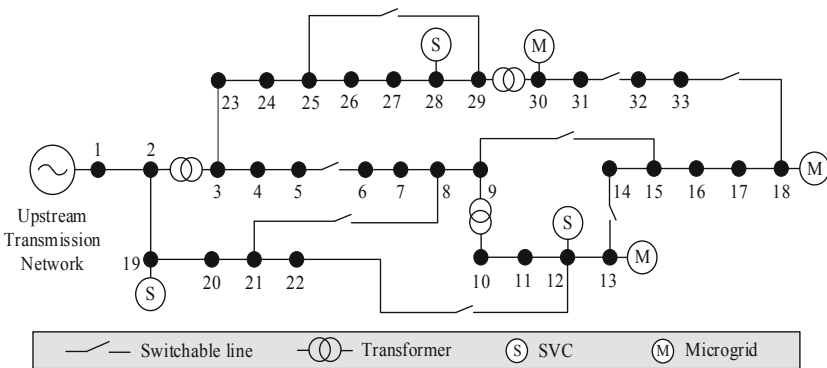 S
M
23
24
25
26
27
28
29
30
31
32
33
1
2
3
4
5
6
7
8
9
14
15
16
17
18
M
Upstream
Transmission
Network
S
19
20
21
22
10
11
12
13
M
S
Switchable line
Transformer
S
SVC
M
Microgrid